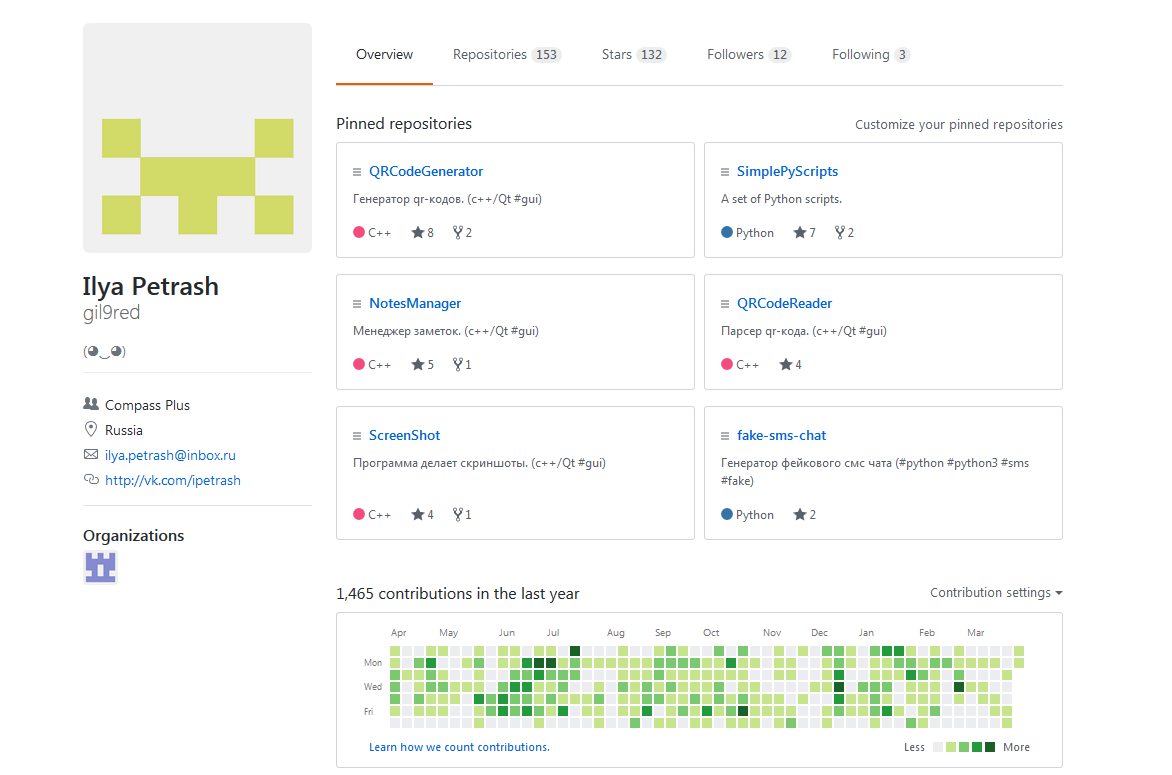 Overview
Repositories 153
Stars 132
Followers 12
Following 3
Ilya Petrash
gil9red
(◕‿◕)
Compass Plus
Russia
ilya.petrash@inbox.ru
http://vk.com/ipetrash
Organizations
Pinned repositories
Customize your pinned repositories
QRCodeGenerator
Генератор qr-кодов. (c++/Qt #gui)
C++ 8 2
SimplePyScripts
A set of Python scripts.
Python 7 2
NotesManager
Менеджер заметок. (c++/Qt #gui)
C++ 5 1
QRCodeReader
Парсер qr-кода. (c++/Qt #gui)
C++ 4
ScreenShot
Программа делает скриншоты. (c++/Qt #gui)
C++ 4 1
fake-sms-chat
Генератор фейкового смс чата (#python #python3 #sms
#fake)
Python 2
1,465 contributions in the last year
Contribution settings
Apr May Jun Jul Aug Sep Oct Nov Dec Jan Feb Mar
Mon
Wed
Fri
Learn how we count contributions.
Less More